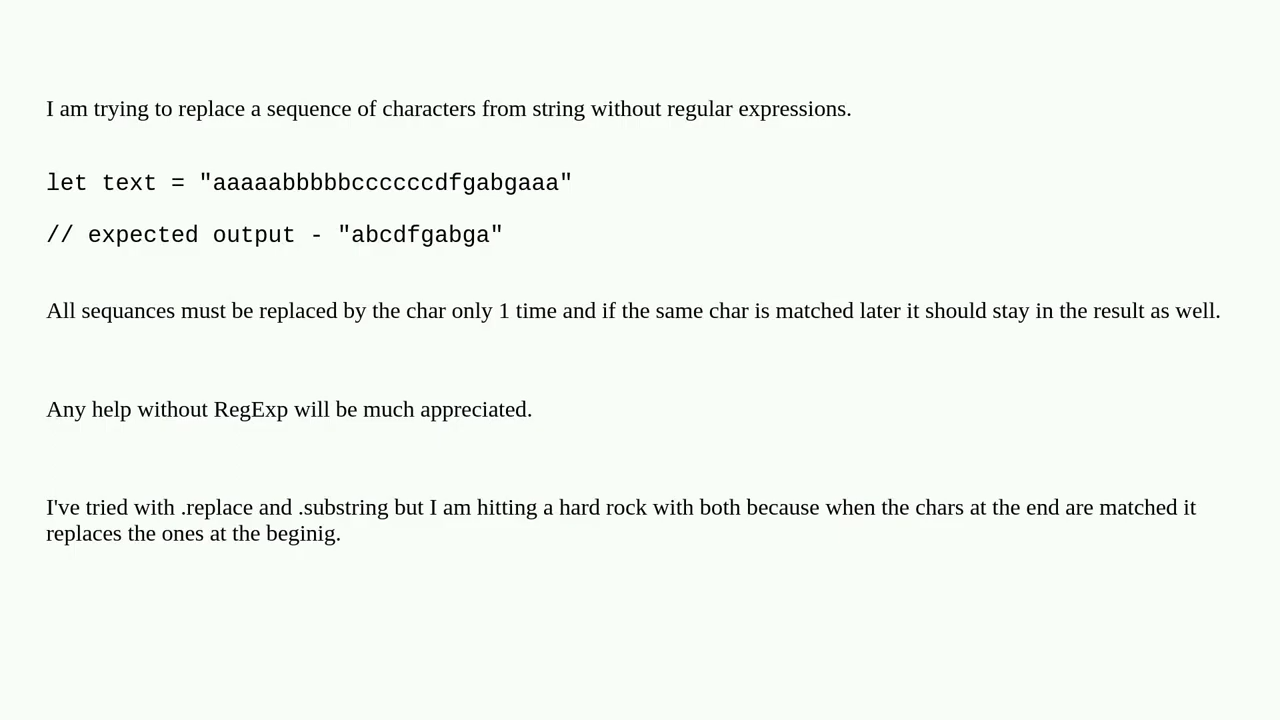 I am trying to replace a sequence of characters from string without regular expressions.
let text = "aaaaabbbbbccccccdfgabgaaa"
// expected output - "abcdfgabga"
All sequances must be replaced by the char only 1 time and if the same char is matched later it should stay in the result as well.
Any help without RegExp will be much appreciated.
I've tried with .replace and .substring but I am hitting a hard rock with both because when the chars at the end are matched it
replaces the ones at the beginig.